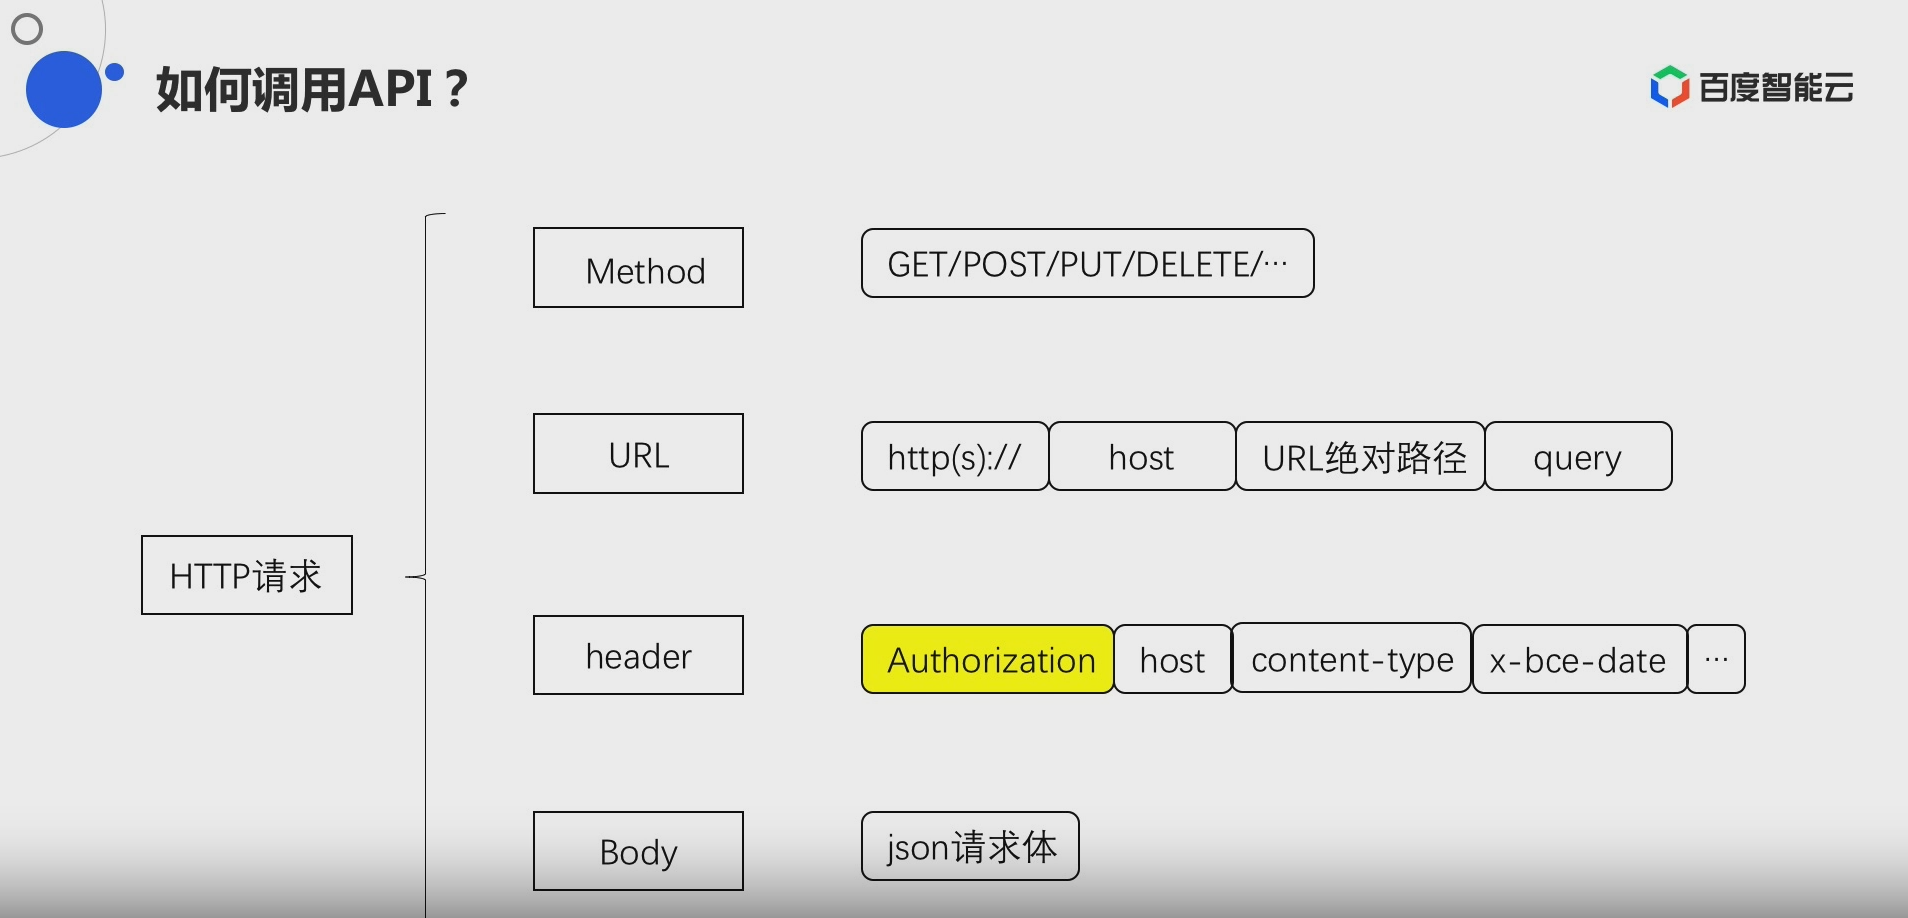 如何调用API？
百度智能云
Method
GET/POST/PUT/DELETE/…
URL
http(s)://
host
URL绝对路径
query
HTTP请求
header
Authorization
host
content-type
x-bce-date
…
Body
json请求体